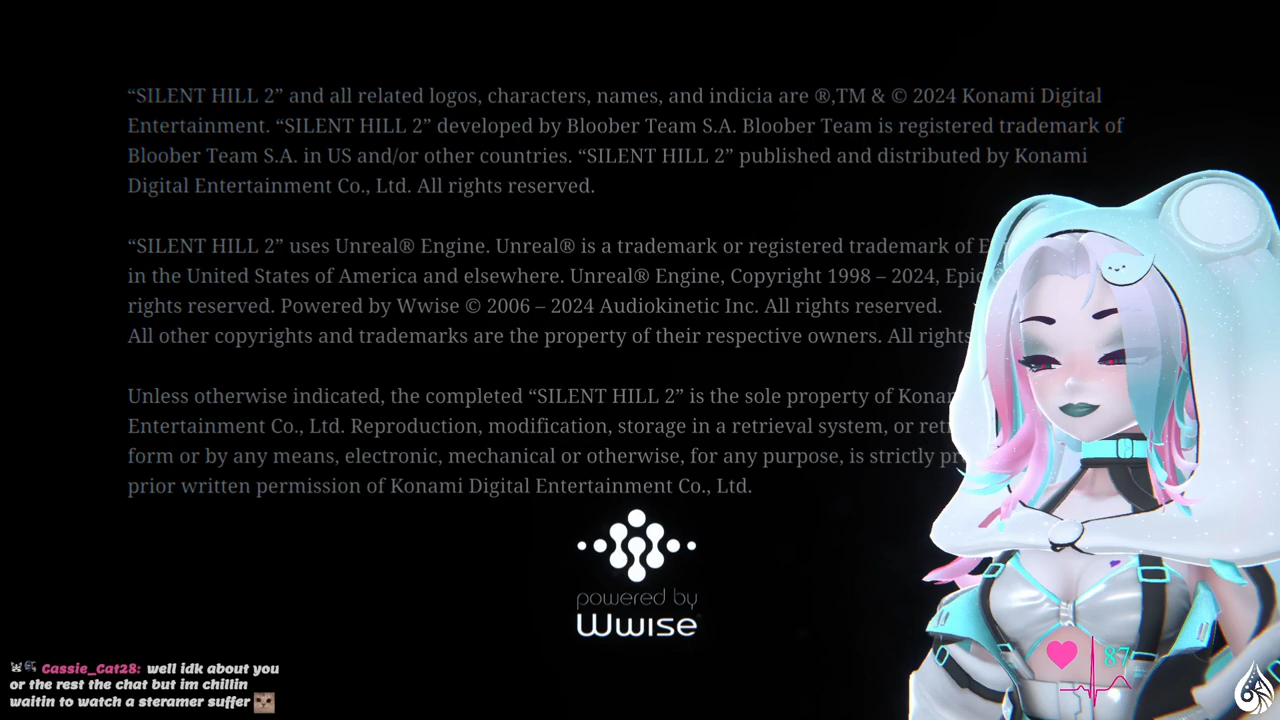 “SILENT HILL 2” and all related logos, characters, names, and indicia are ®,TM & © 2024 Konami Digital
Entertainment. “SILENT HILL 2” developed by Bloober Team S.A. Bloober Team is registered trademark of
Bloober Team S.A. in US and/or other countries. “SILENT HILL 2” published and distributed by Konami
Digital Entertainment Co., Ltd. All rights reserved.
“SILENT HILL 2” uses Unreal® Engine. Unreal® is a trademark or registered trademark of
in the United States of America and elsewhere. Unreal® Engine, Copyright 1998 – 2024, Epic
rights reserved. Powered by Wwise © 2006 – 2024 Audiokinetic Inc. All rights reserved.
All other copyrights and trademarks are the property of their respective owners. All rights
Unless otherwise indicated, the completed “SILENT HILL 2” is the sole property of
Entertainment Co., Ltd. Reproduction, modification, storage in a retrieval system, or
form or by any means, electronic, mechanical or otherwise, for any purpose, is strictly
prior written permission of Konami Digital Entertainment Co., Ltd.
powered by
Wwise
Cassie_Cat28: well idk about you
or the rest the chat but im chillin
waitin to watch a steramer suffer
87